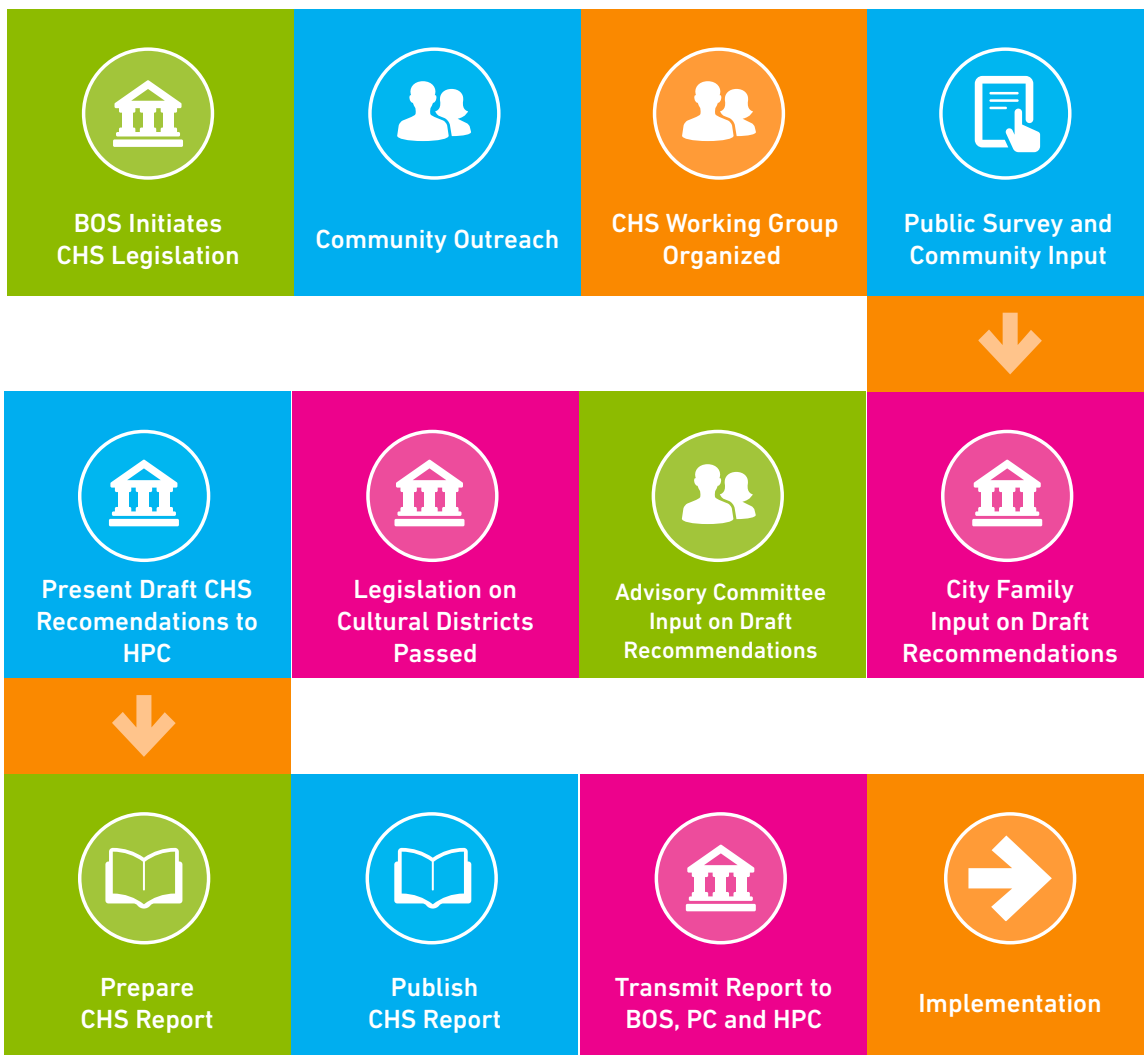 BOS Initiates
CHS Legislation
Community Outreach
CHS Working Group
Organized
Public Survey and
Community Input
Present Draft CHS
Recomendations to
HPC
Legislation on
Cultural Districts
Passed
Advisory Committee
Input on Draft
Recommendations
City Family
Input on Draft
Recommendations
Prepare
CHS Report
Publish
CHS Report
Transmit Report to
BOS, PC and HPC
Implementation